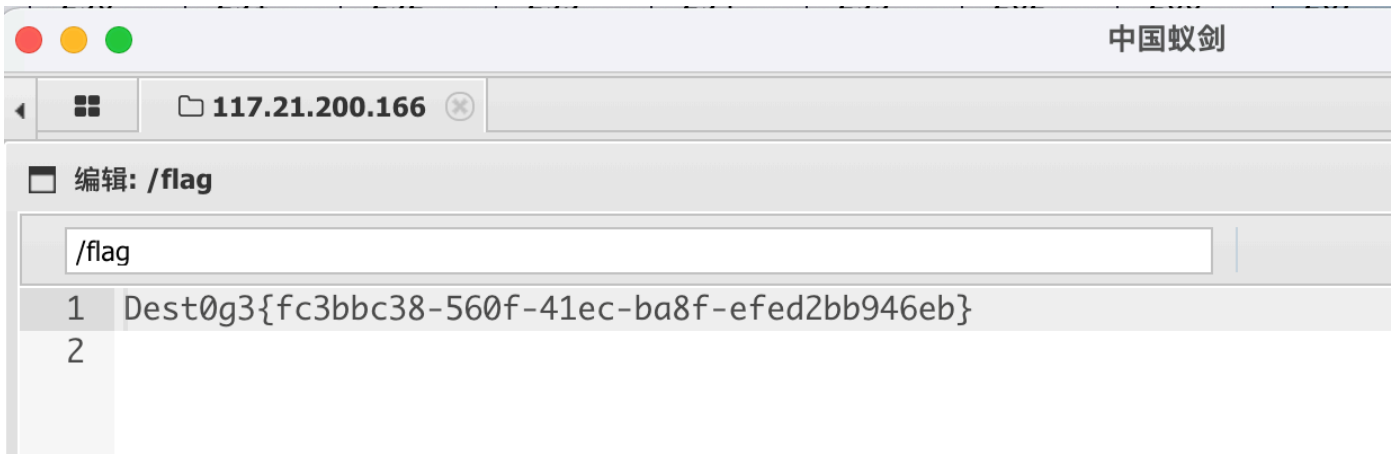 中国蚁剑
117.21.200.166
编辑: /flag
/flag
1 Dest0g3{fc3bbc38-560f-41ec-ba8f-efed2bb946eb}
2